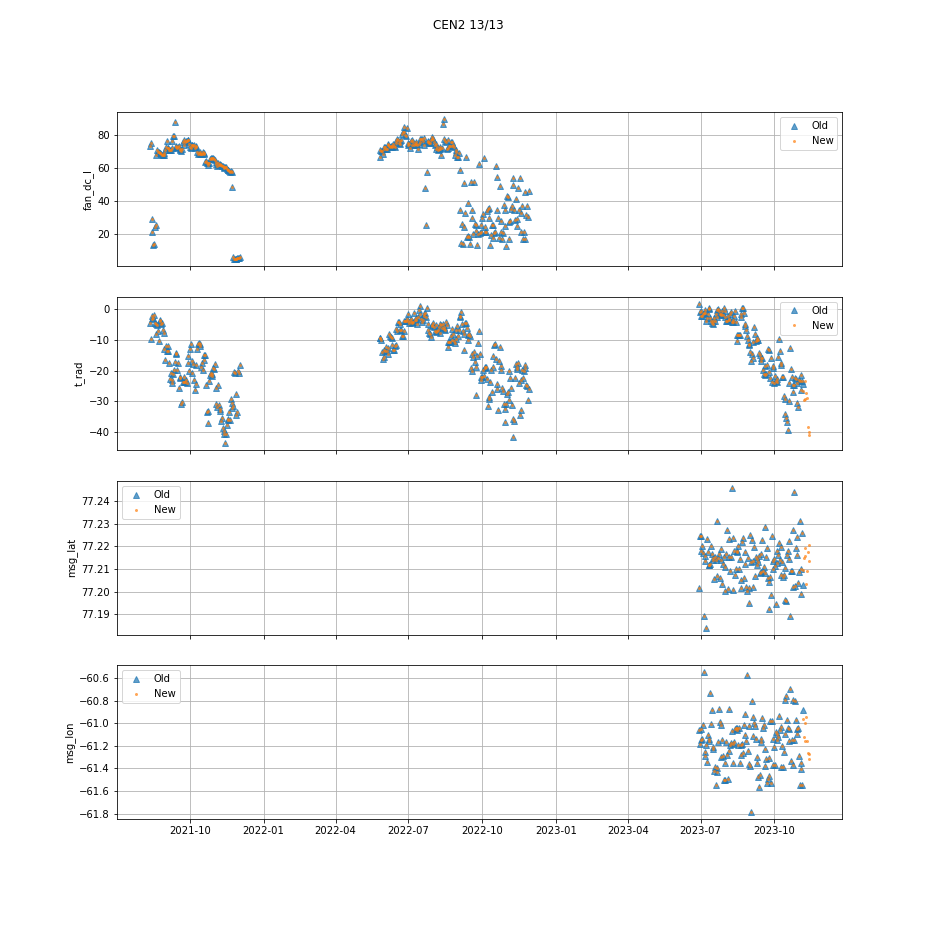 CEN2 13/13
fan_dc_I
80
60
40
20
Old
New
t_rad
0
−10
−20
−30
−40
Old
New
msg_lat
77.24
77.23
77.22
77.21
77.20
77.19
Old
New
msg_lon
−60.6
−60.8
−61.0
−61.2
−61.4
−61.6
−61.8
Old
New
2021-10 2022-01 2022-04 2022-07 2022-10 2023-01 2023-04 2023-07 2023-10